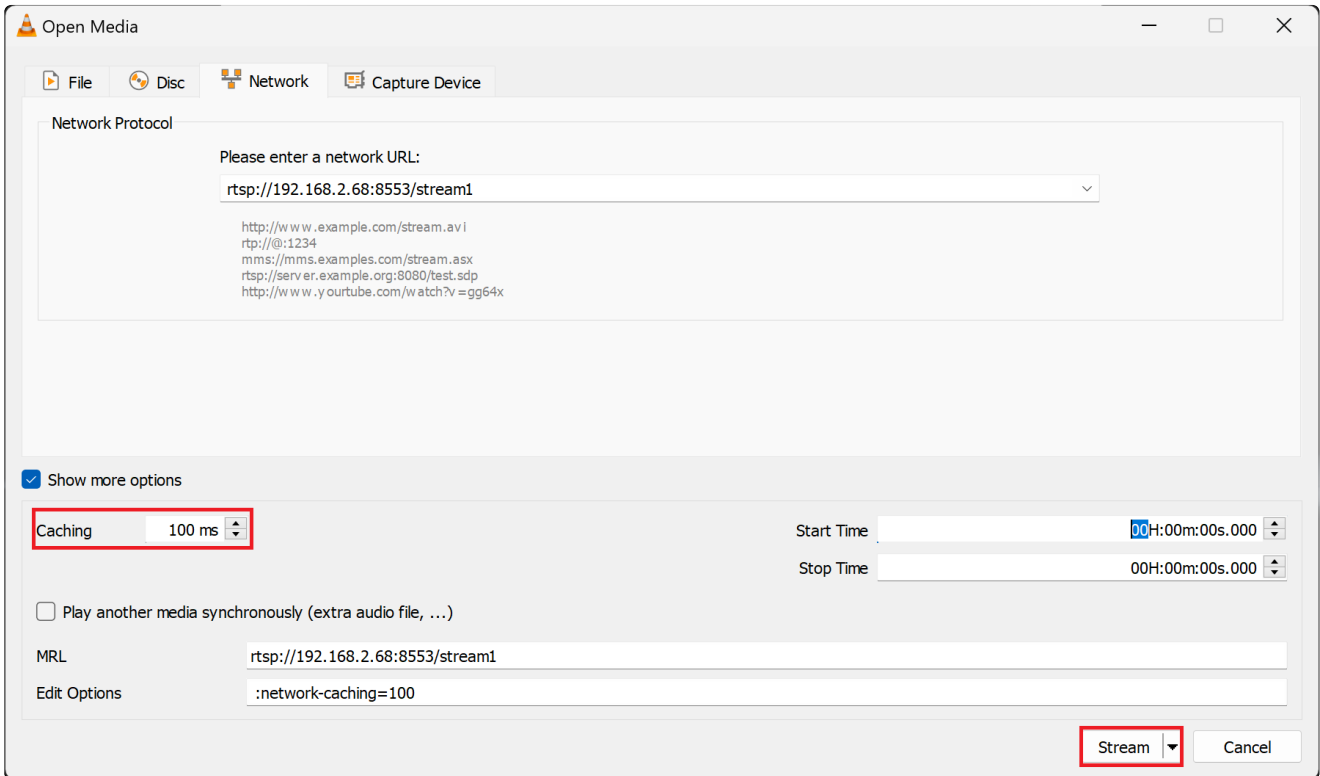 Open Media
File Disc Network Capture Device
Network Protocol
Please enter a network URL:
rtsp://192.168.2.68:8553/stream1
http://www.example.com/stream.avi
rtp://@:1234
mms://mms.examples.com/stream.asx
rtsp://server.example.org:8080/test.sdp
http://www.yourtube.com/watch?v=gg64x
Show more options
Caching 100 ms Start Time 00H:00m:00s.000
Stop Time 00H:00m:00s.000
Play another media synchronously (extra audio file, ...)
MRL rtsp://192.168.2.68:8553/stream1
Edit Options :network-caching=100
Stream Cancel